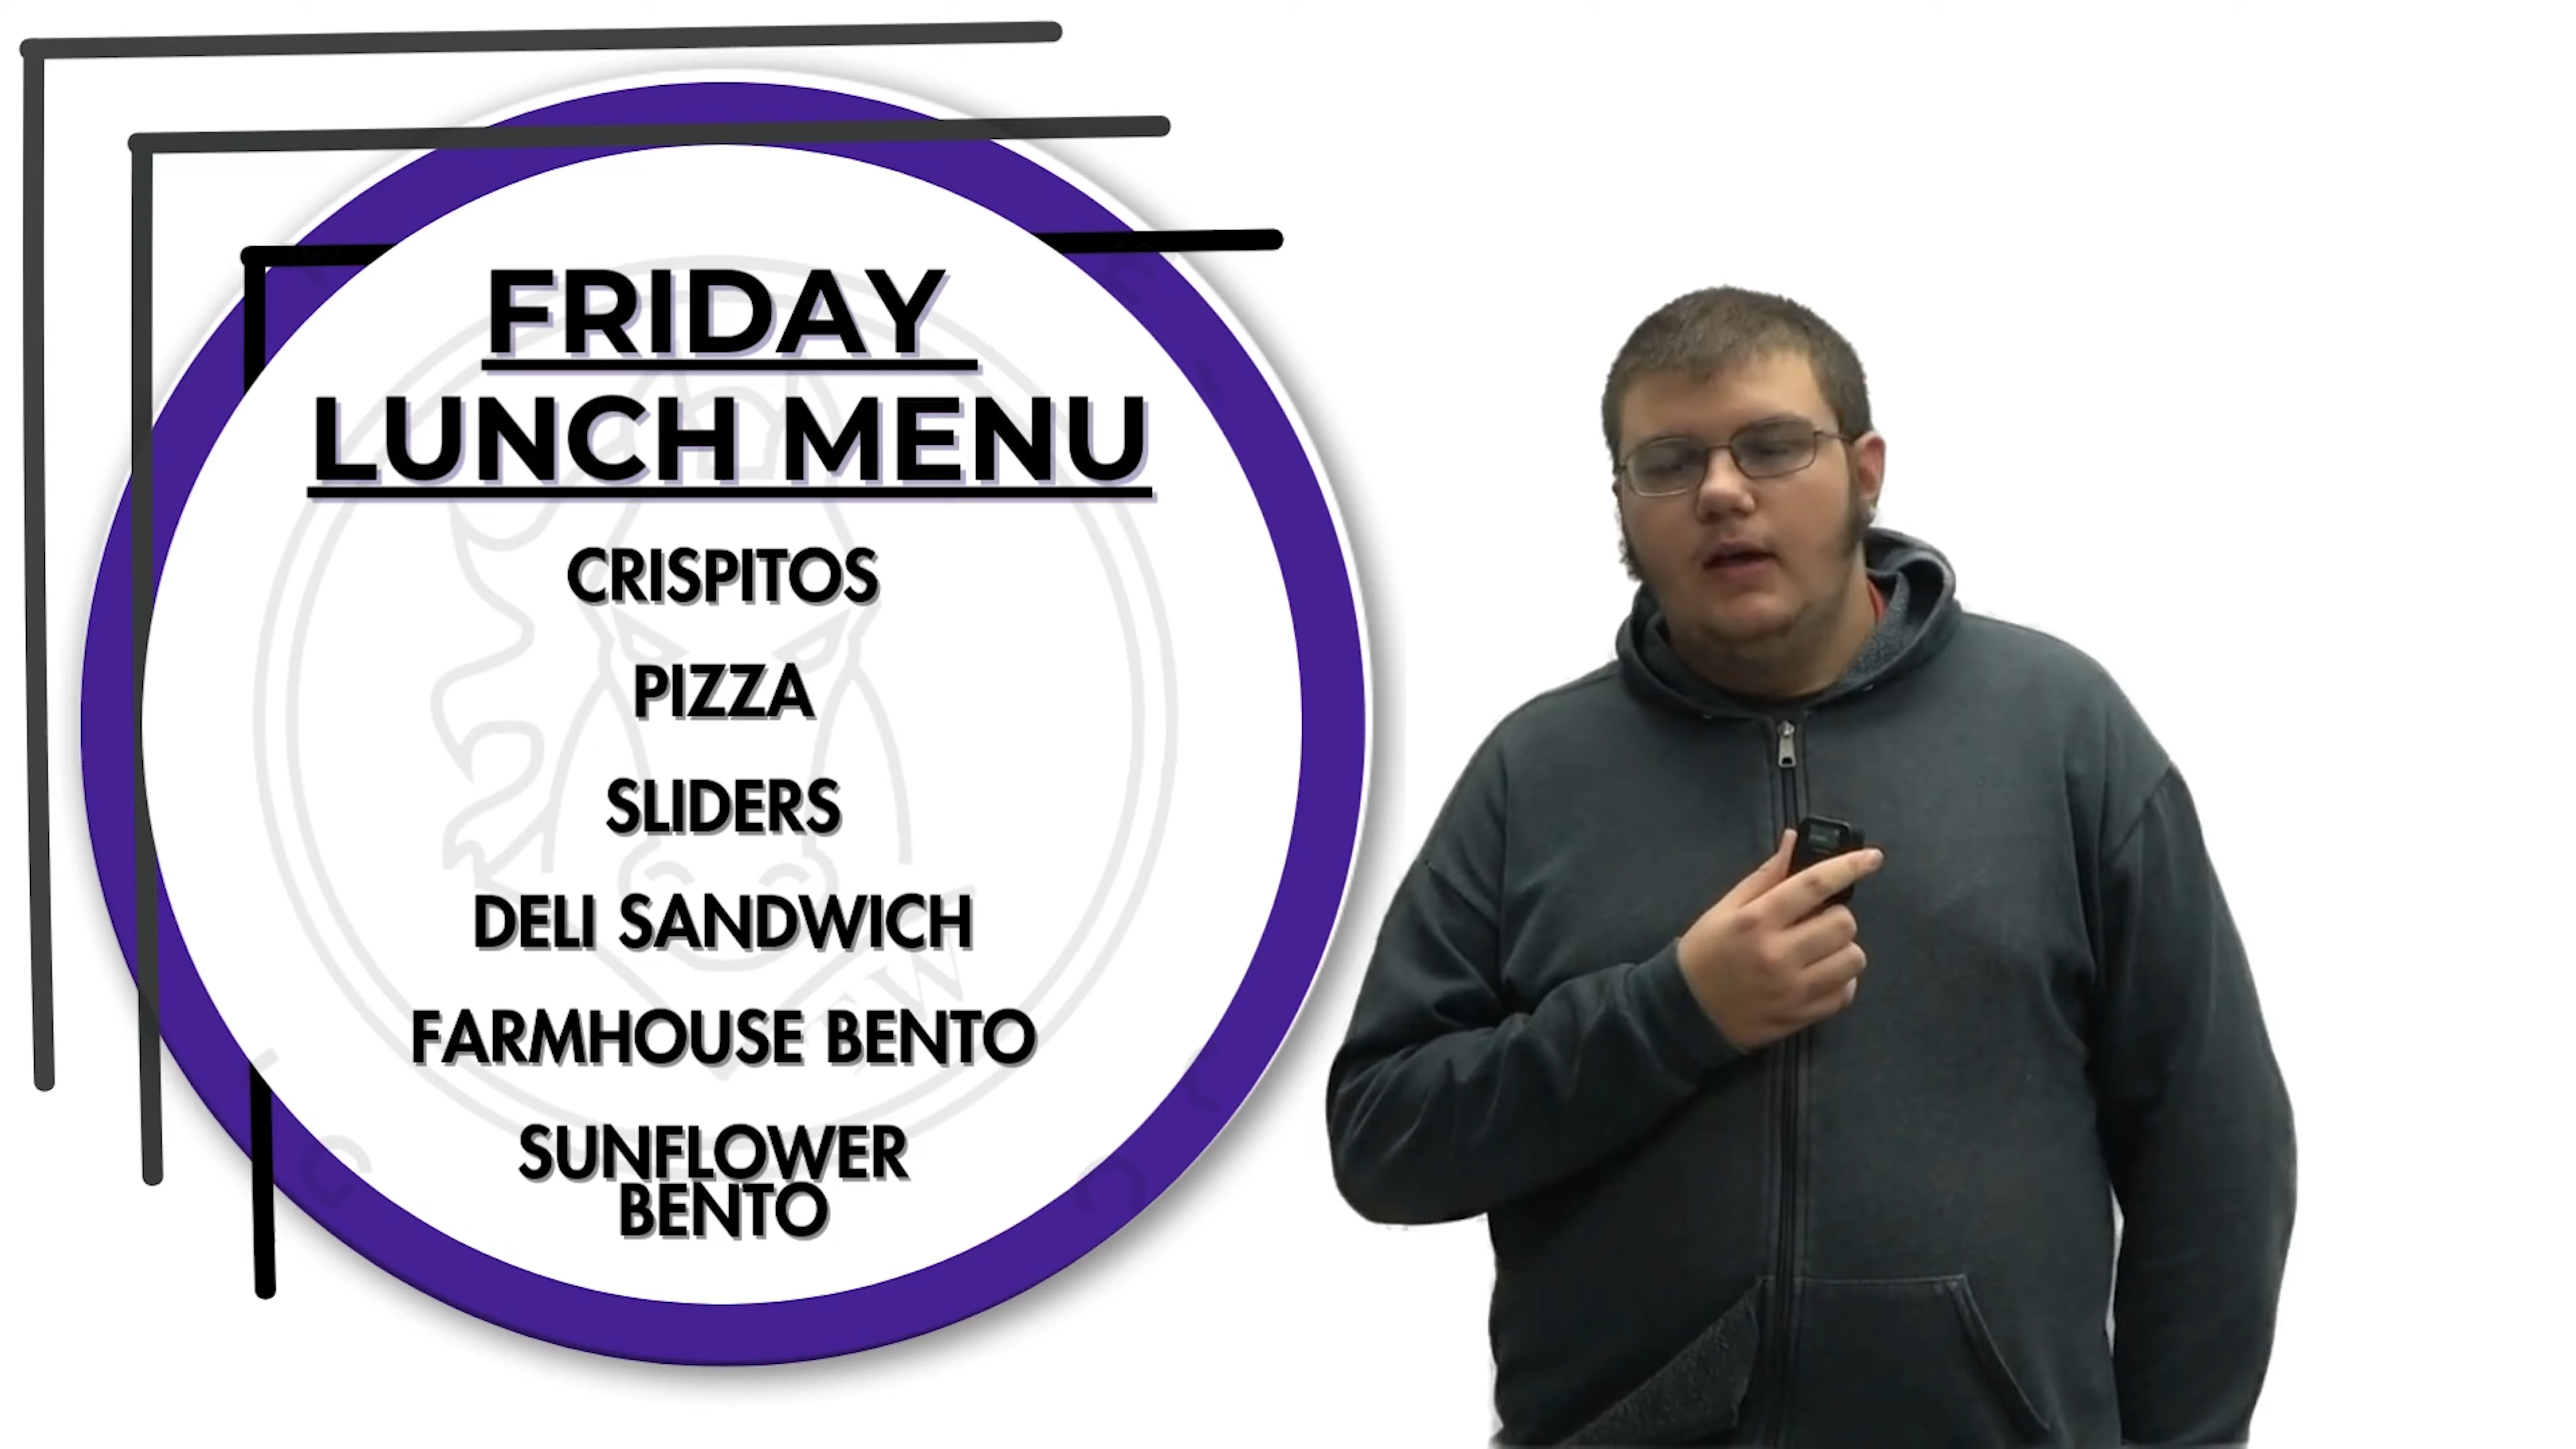 FRIDAY
LUNCH MENU
CRISPITOS
PIZZA
SLIDERS
DELI SANDWICH
FARMHOUSE BENTO
SUNFLOWER
BENTO